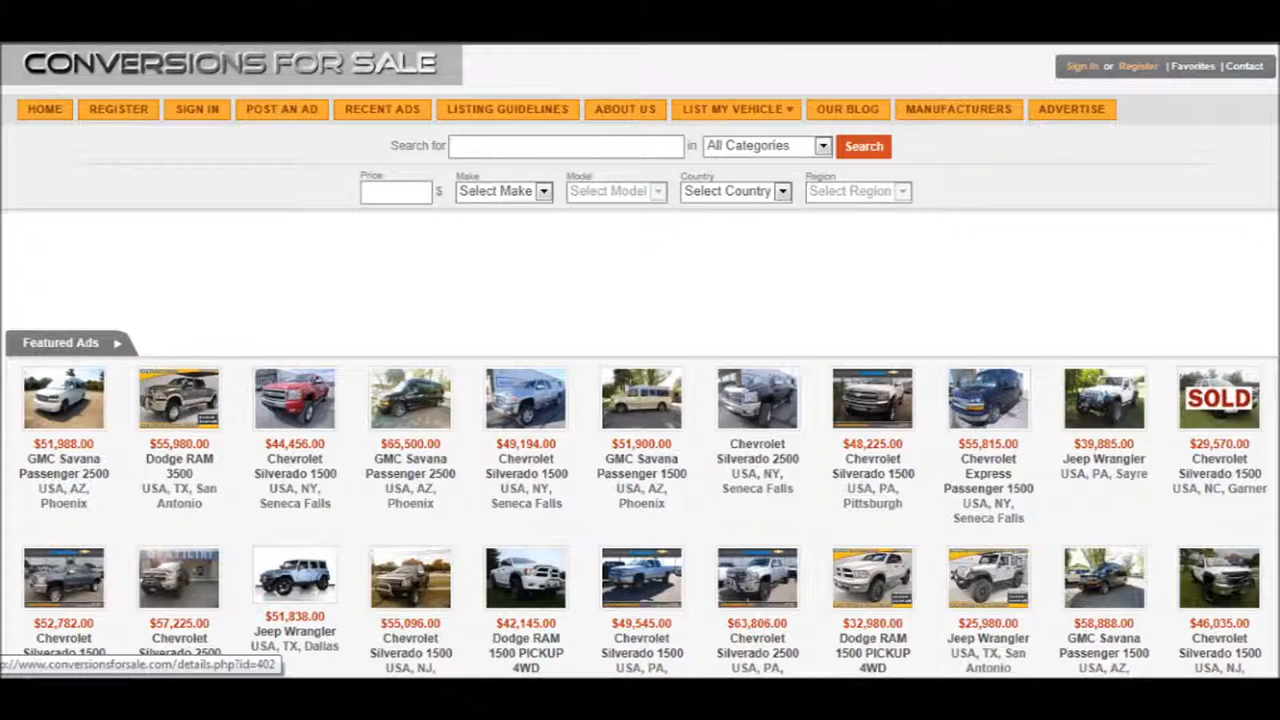 CONVERSIONS FOR SALE
Sign In or Register | Favorites | Contact
HOME REGISTER SIGN IN POST AN AD RECENT ADS LISTING GUIDELINES ABOUT US LIST MY VEHICLE OUR BLOG MANUFACTURERS ADVERTISE
Search for in All Categories Search
Price Make Model Country Region
$ Select Make Select Model Select Country Select Region
Featured Ads
SOLD
$51,988.00
GMC Savana
Passenger 2500
USA, AZ,
Phoenix
$55,980.00
Dodge RAM
3500
USA, TX, San
Antonio
$44,456.00
Chevrolet
Silverado 1500
USA, NY,
Seneca Falls
$65,500.00
GMC Savana
Passenger 2500
USA, AZ,
Phoenix
$49,194.00
Chevrolet
Silverado 1500
USA, NY,
Seneca Falls
$51,900.00
GMC Savana
Passenger 1500
USA, AZ,
Phoenix
Chevrolet
Silverado 2500
USA, NY,
Seneca Falls
$48,225.00
Chevrolet
Silverado 1500
USA, PA,
Pittsburgh
$55,815.00
Chevrolet
Express
Passenger 1500
USA, NY,
Seneca Falls
$39,885.00
Jeep Wrangler
USA, PA, Sayre
$29,570.00
Chevrolet
Silverado 1500
USA, NC, Garner
$52,782.00
Chevrolet
$57,225.00
Chevrolet
$51,838.00
Jeep Wrangler
USA, TX, Dallas
$55,096.00
Chevrolet
Silverado 1500
USA, NJ,
$42,145.00
Dodge RAM
1500 PICKUP
4WD
$49,545.00
Chevrolet
Silverado 1500
USA, PA,
$63,806.00
Chevrolet
Silverado 2500
USA, PA,
$32,980.00
Dodge RAM
1500 PICKUP
4WD
$25,980.00
Jeep Wrangler
USA, TX, San
Antonio
$58,888.00
GMC Savana
Passenger 1500
USA, AZ,
$46,035.00
Chevrolet
Silverado 1500
USA, NJ,
p://www.conversionsforsale.com/details.php?id=402